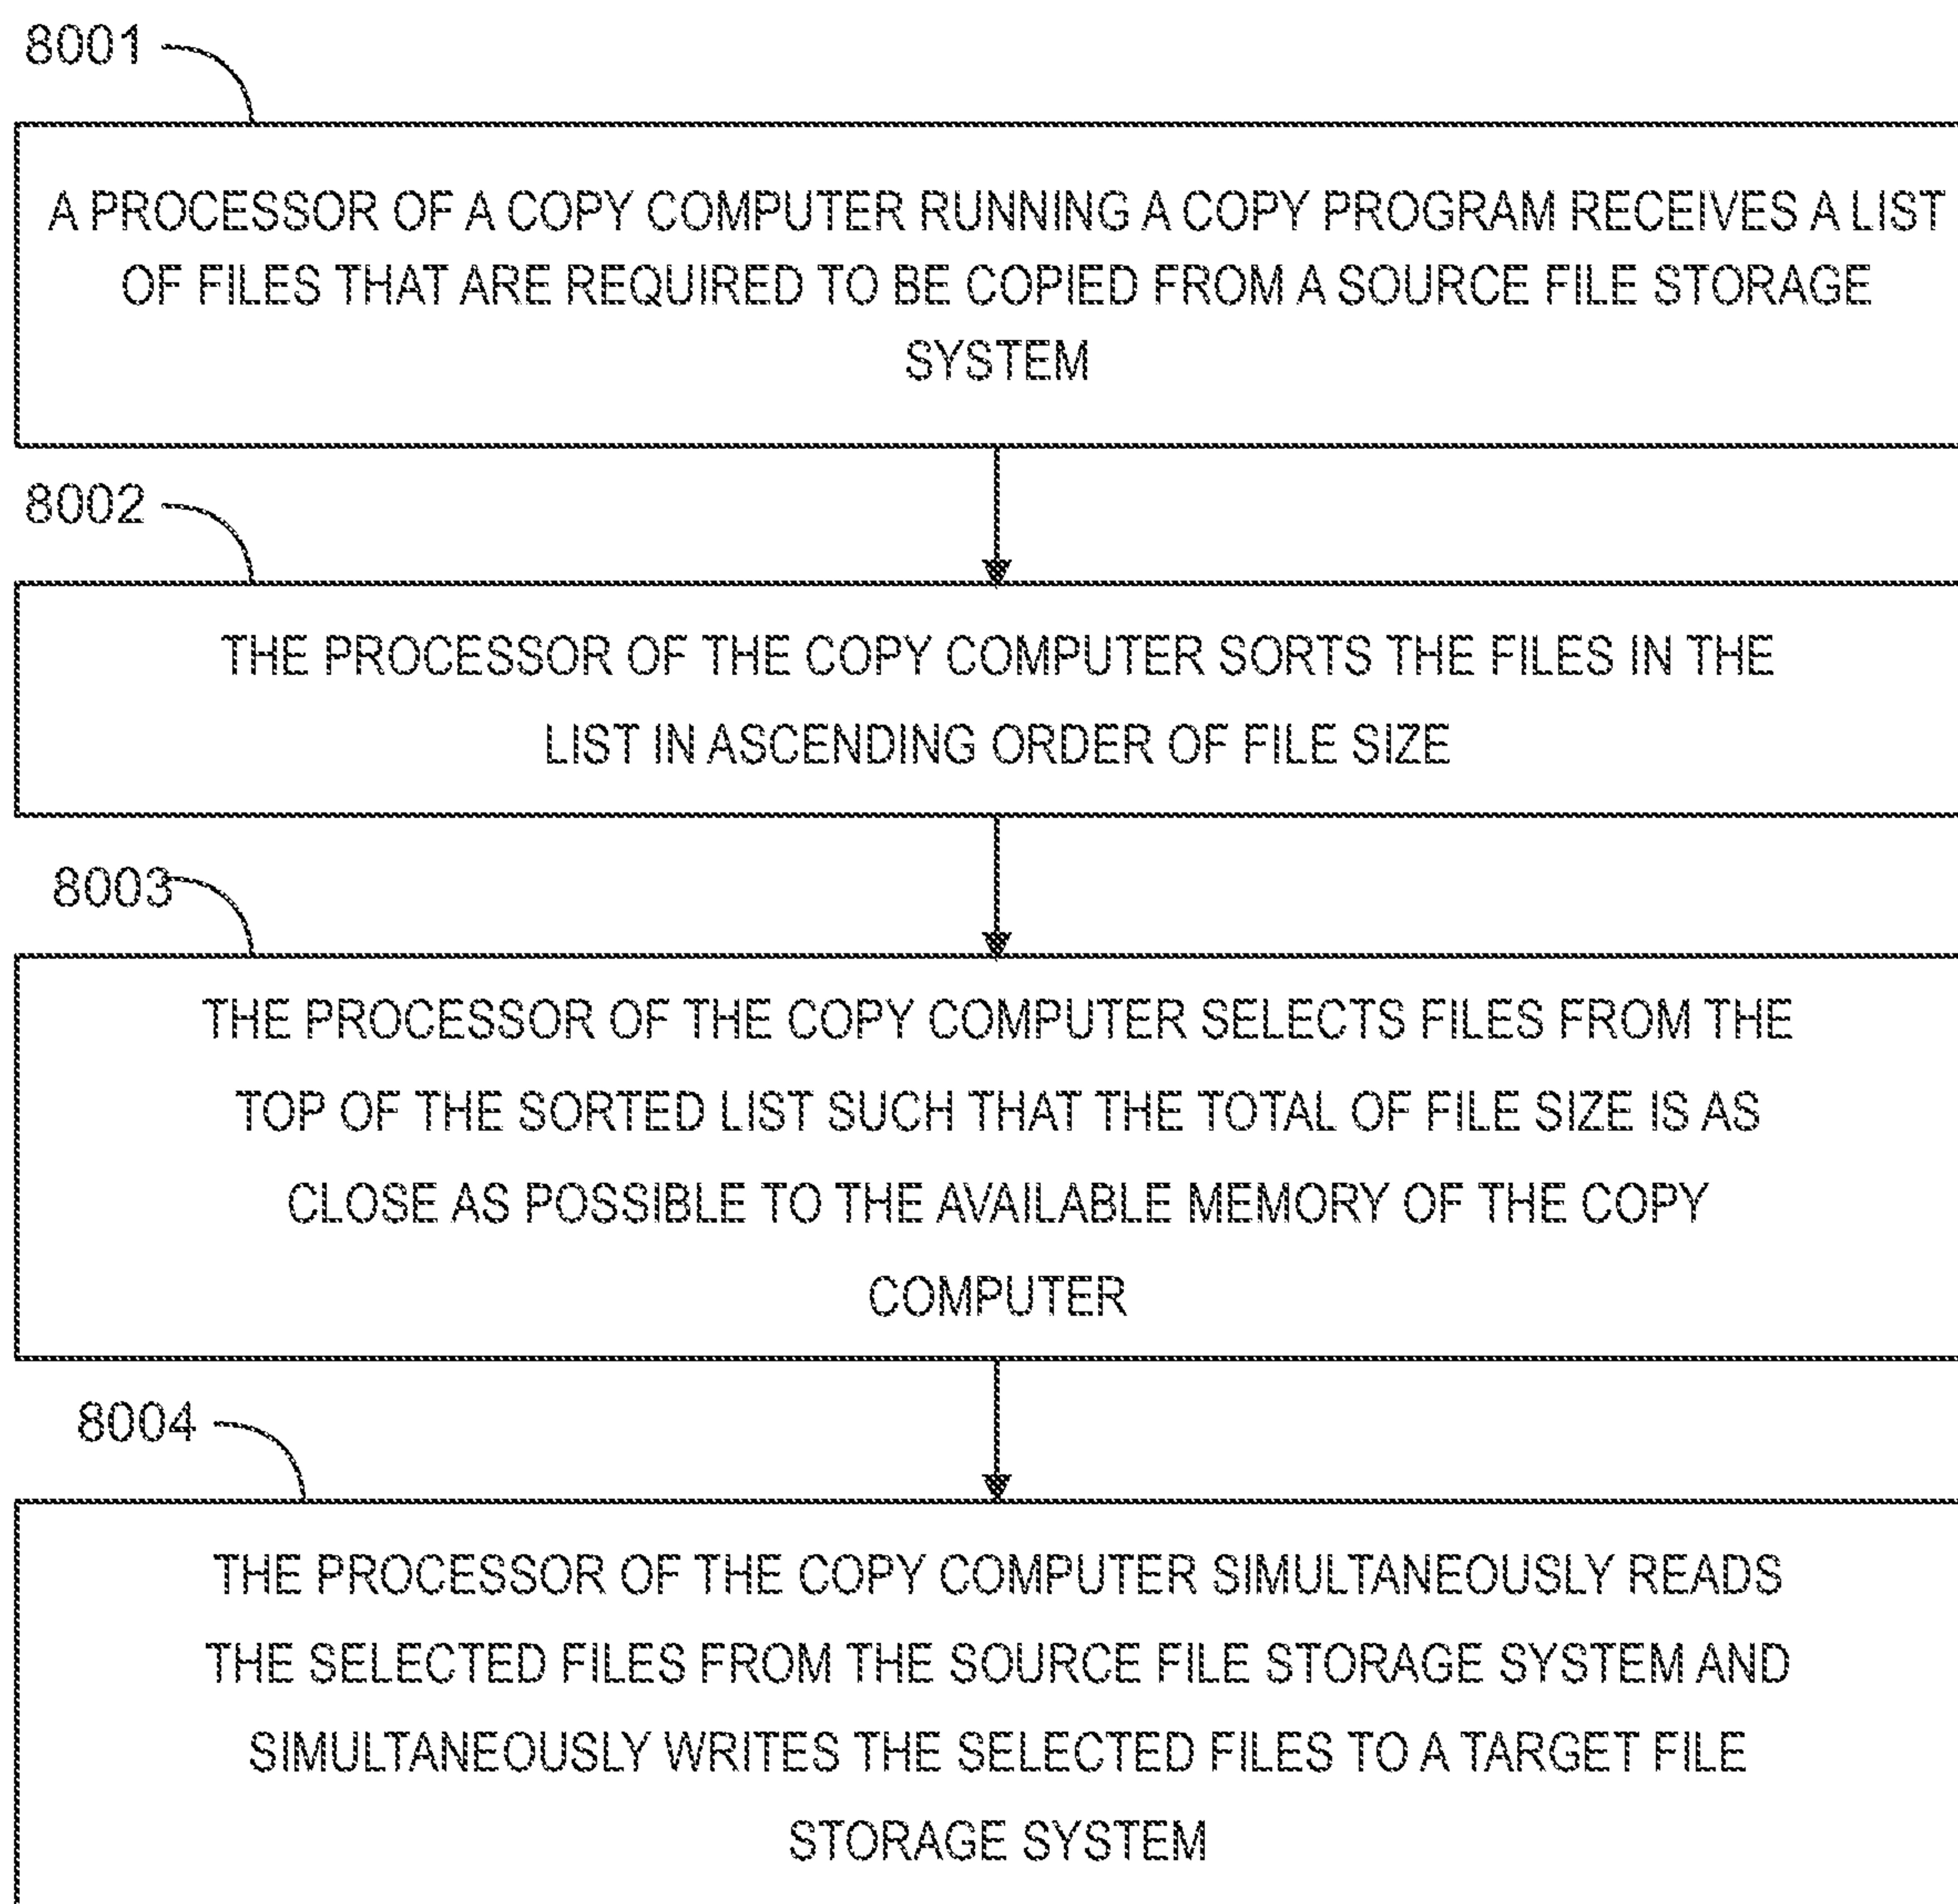 8001
A PROCESSOR OF A COPY COMPUTER RUNNING A COPY PROGRAM RECEIVES A LIST
OF FILES THAT ARE REQUIRED TO BE COPIED FROM A SOURCE FILE STORAGE
SYSTEM
8002
THE PROCESSOR OF THE COPY COMPUTER SORTS THE FILES IN THE
LIST IN ASCENDING ORDER OF FILE SIZE
8003
THE PROCESSOR OF THE COPY COMPUTER SELECTS FILES FROM THE
TOP OF THE SORTED LIST SUCH THAT THE TOTAL OF FILE SIZE IS AS
CLOSE AS POSSIBLE TO THE AVAILABLE MEMORY OF THE COPY
COMPUTER
8004
THE PROCESSOR OF THE COPY COMPUTER SIMULTANEOUSLY READS
THE SELECTED FILES FROM THE SOURCE FILE STORAGE SYSTEM AND
SIMULTANEOUSLY WRITES THE SELECTED FILES TO A TARGET FILE
STORAGE SYSTEM